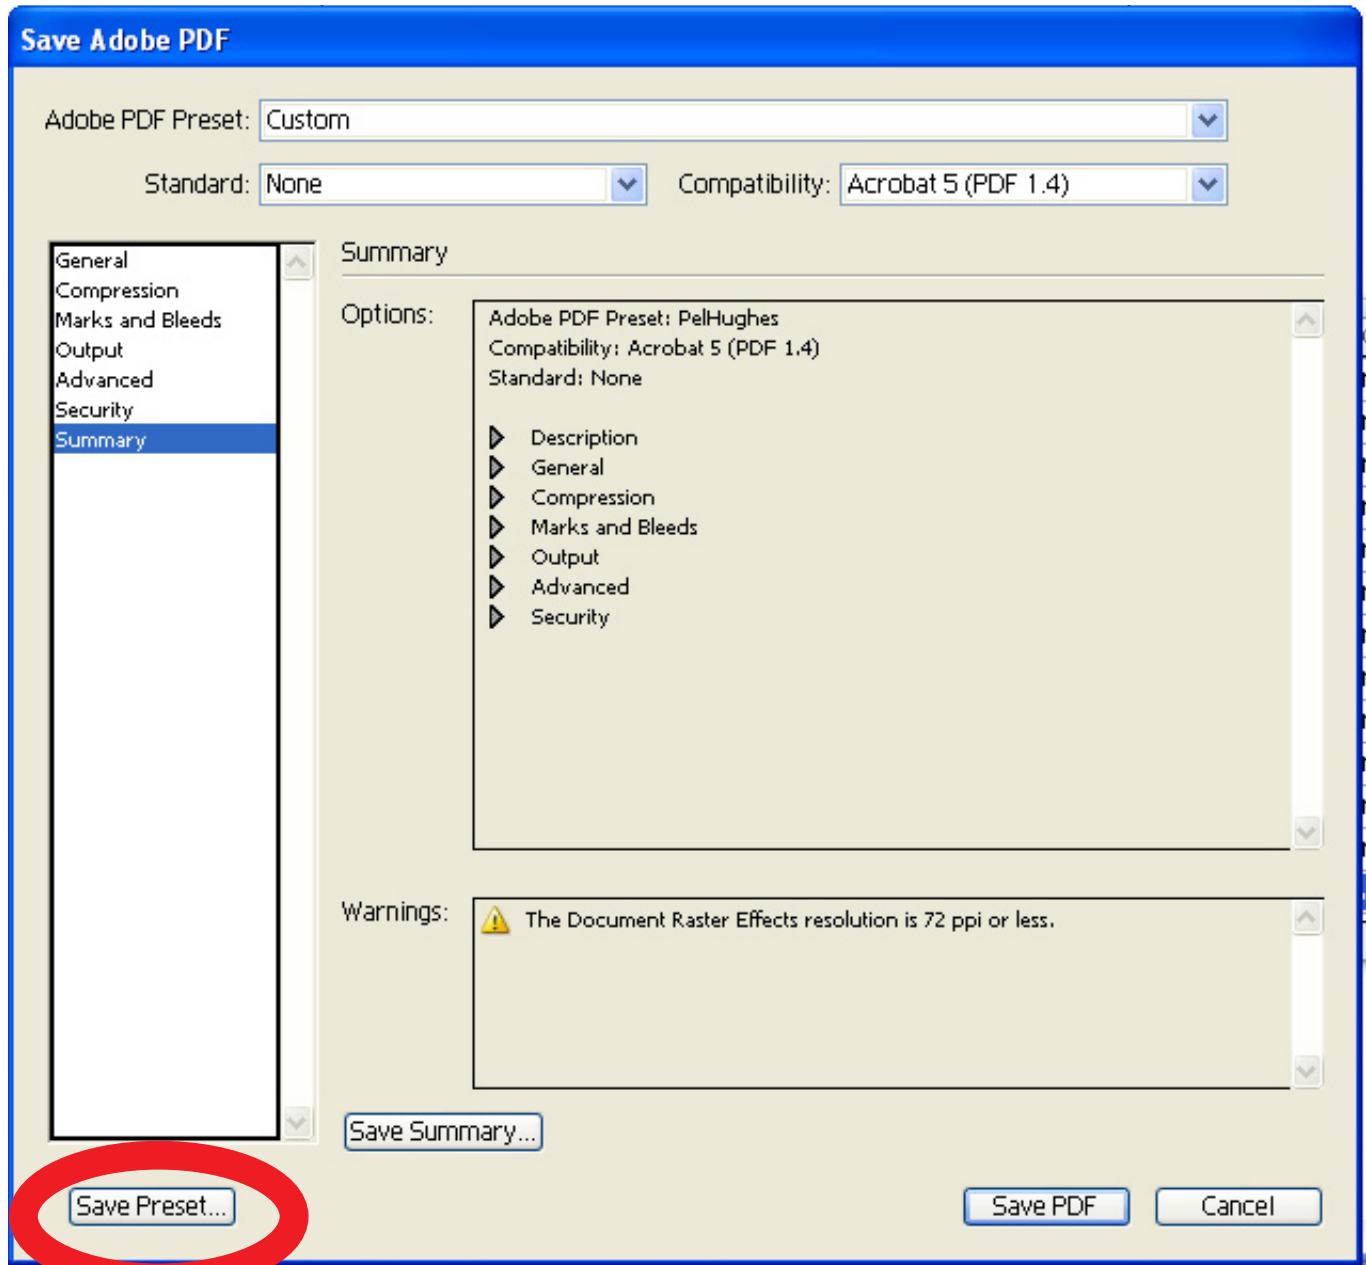 Save Adobe PDF
Adobe PDF Preset: Custom
Standard: None Compatibility: Acrobat 5 (PDF 1.4)
General
Compression
Marks and Bleeds
Output
Advanced
Security
Summary
Summary
Options:
Adobe PDF Preset: PelHughes
Compatibility: Acrobat 5 (PDF 1.4)
Standard: None
Description
General
Compression
Marks and Bleeds
Output
Advanced
Security
Warnings:
The Document Raster Effects resolution is 72 ppi or less.
Save Summary...
Save Preset...
Save PDF
Cancel